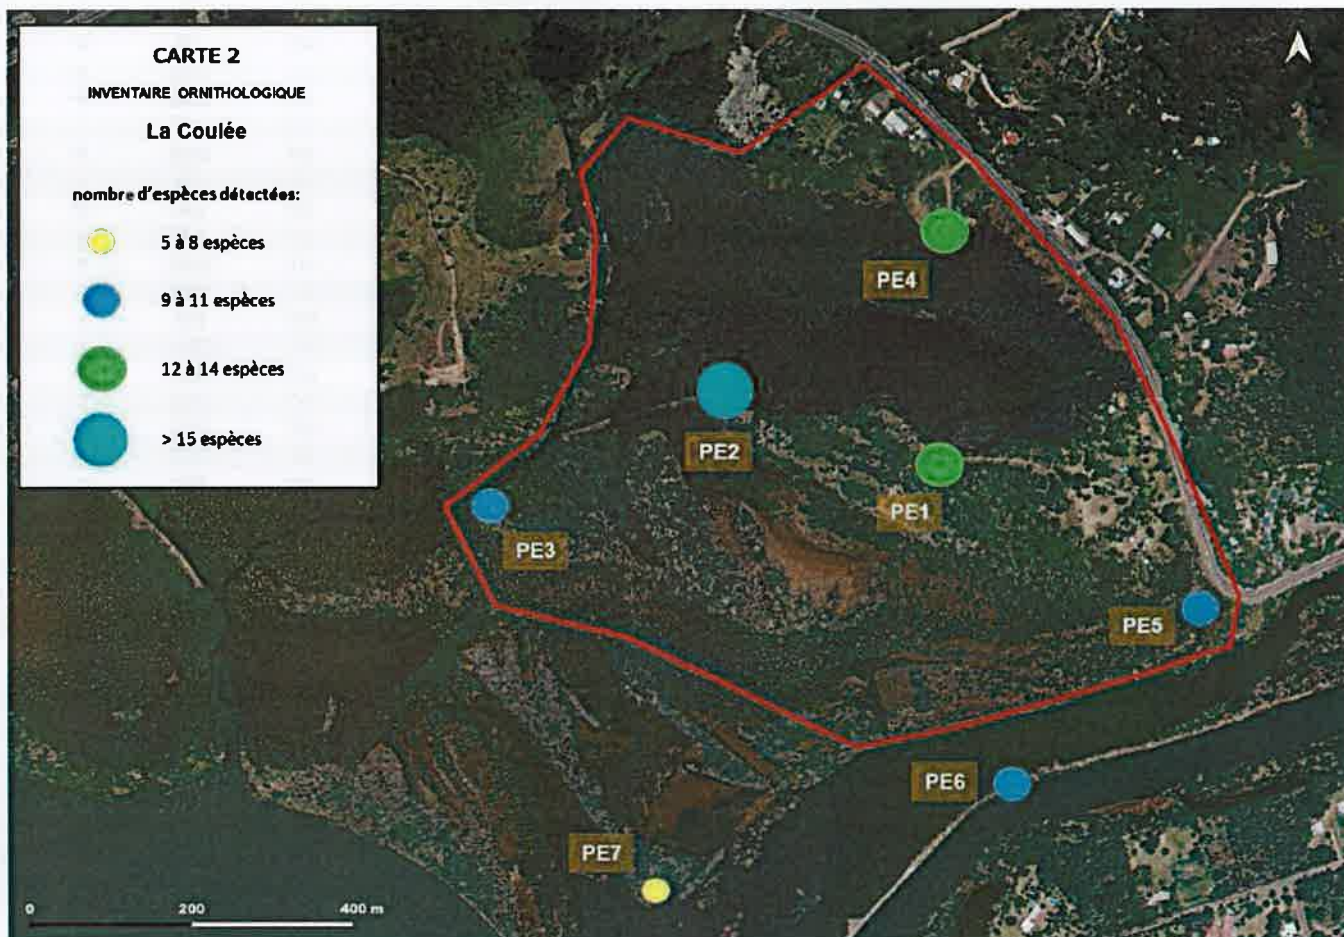 CARTE 2
INVENTAIRE ORNITHOLOGIQUE
La Coulée
nombre d'espèces détectées:
5 à 8 espèces
9 à 11 espèces
12 à 14 espèces
> 15 espèces
PE4
PE2
PE1
PE3
PE5
PE6
PE7
0 200 400 m